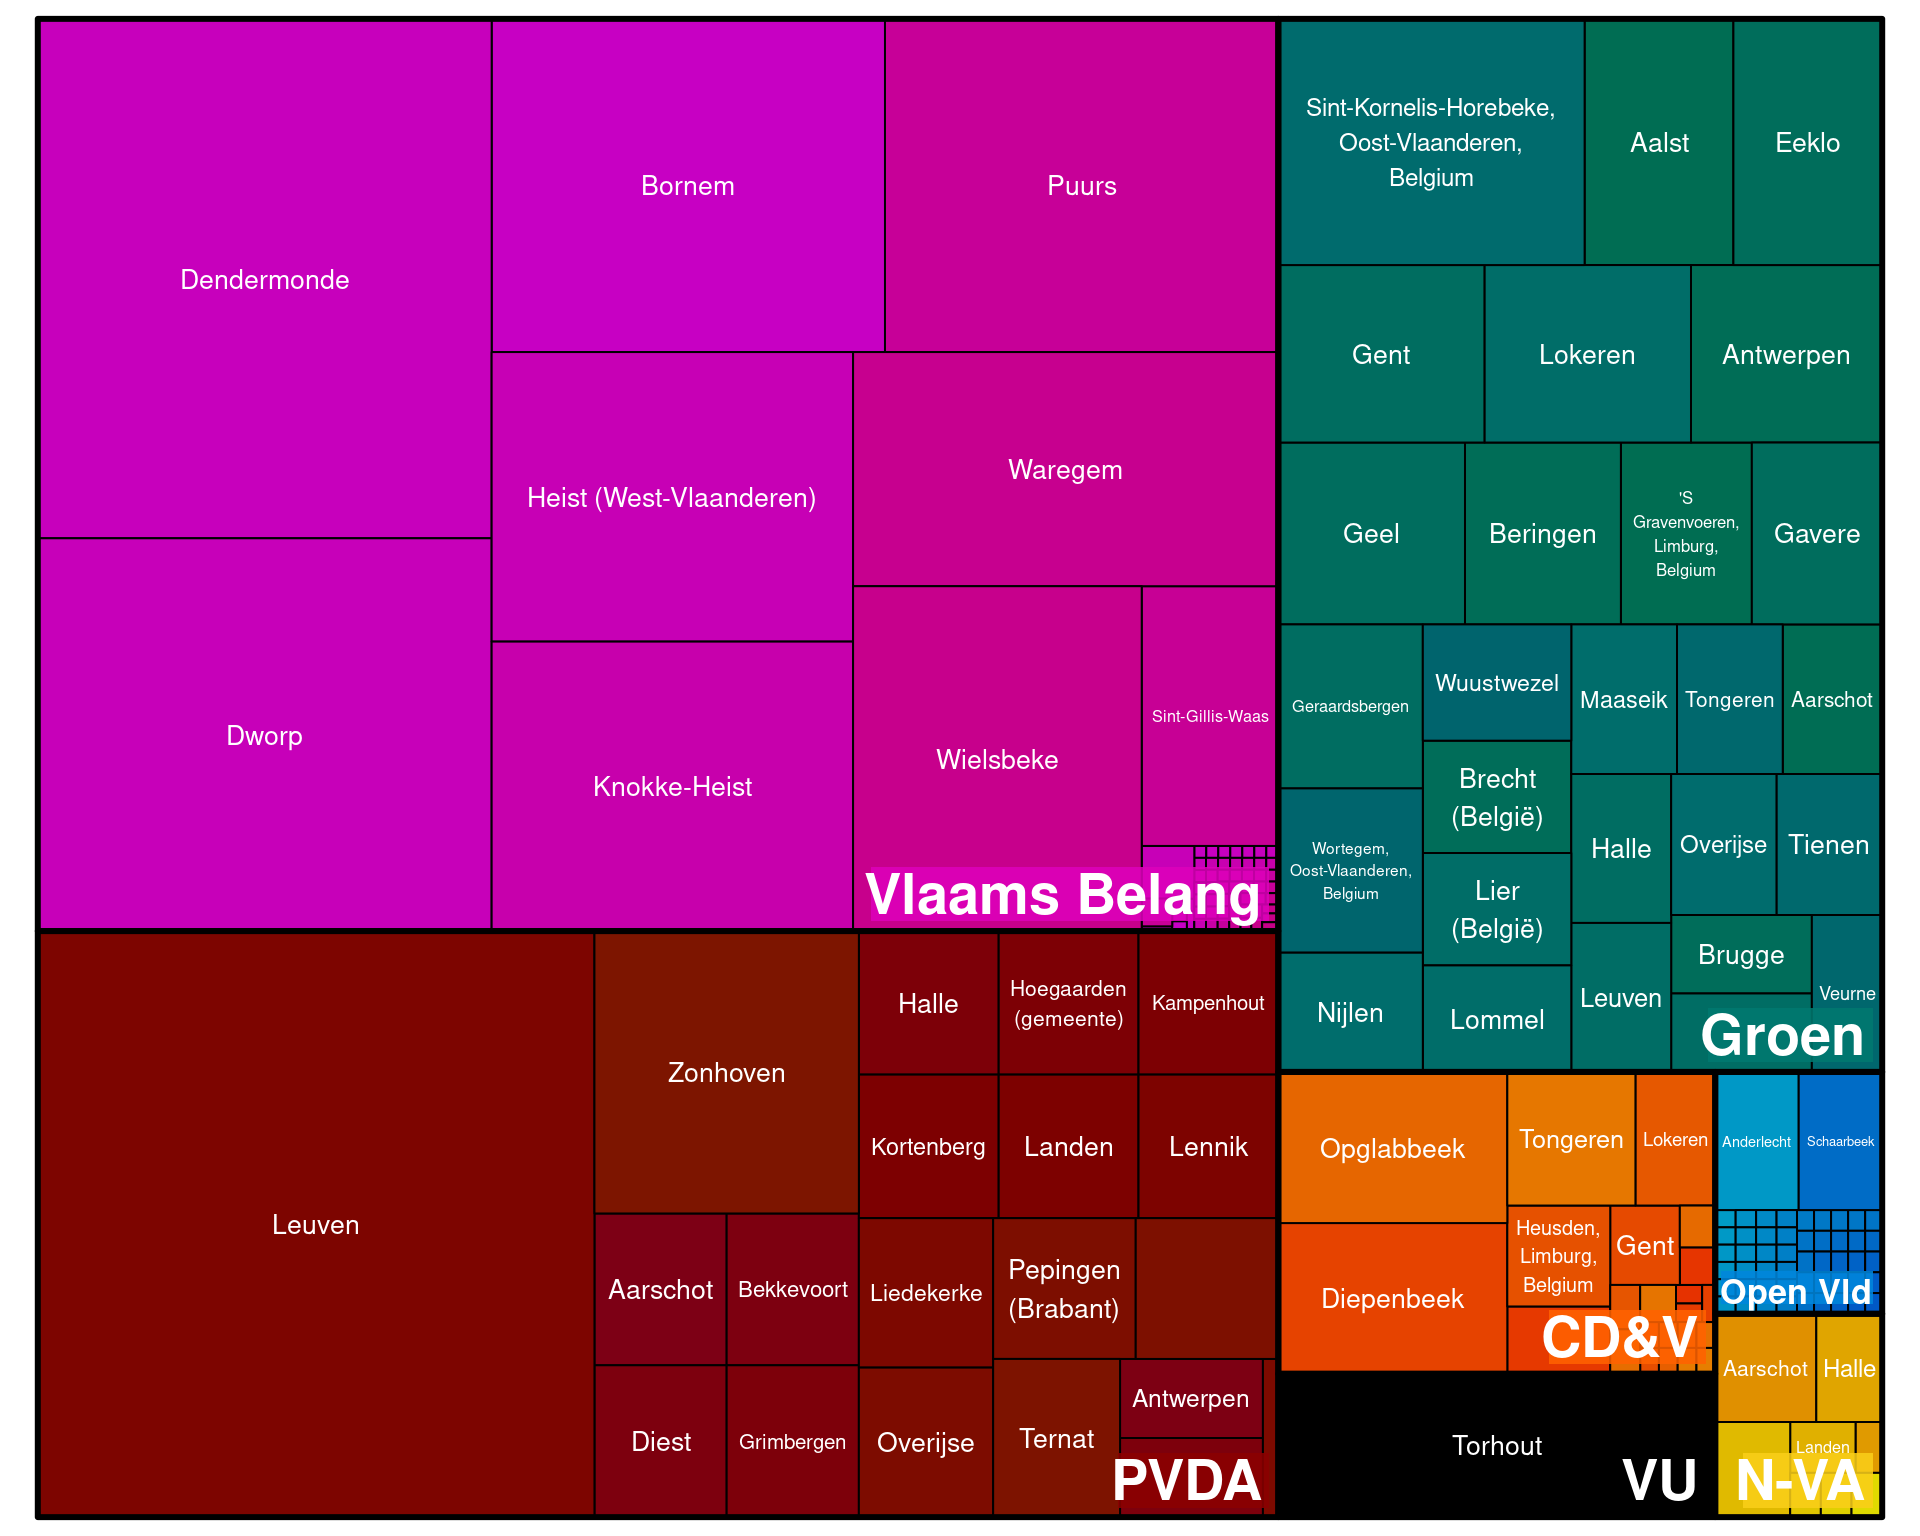 Dendermonde
Dworp
Bornem
Puurs
Heist (West-Vlaanderen)
Knokke-Heist
Waregem
Wielsbeke
Sint-Gillis-Waas
Vlaams Belang
Leuven
Zonhoven
Aarschot
Bekkevoort
Diest
Grimbergen
Halle
Hoegaarden
(gemeente)
Kampenhout
Kortenberg
Landen
Lennik
Liedekerke
Pepingen
(Brabant)
Overijse
Ternat
Antwerpen
PVDA
Sint-Kornelis-Horebeke,
Oost-Vlaanderen,
Belgium
Aalst
Eeklo
Gent
Lokeren
Antwerpen
Geel
Beringen
'S
Gravenvoeren,
Limburg,
Belgium
Gavere
Geraardsbergen
Wortegem,
Oost-Vlaanderen,
Belgium
Nijlen
Wuustwezel
Brecht
(België)
Lier
(België)
Lommel
Maaseik
Tongeren
Aarschot
Halle
Overijse
Tienen
Leuven
Brugge
Veurne
Groen
Opglabbeek
Diepenbeek
Tongeren
Lokeren
Heusden,
Limburg,
Belgium
Gent
CD&V
Anderlecht
Schaarbeek
Open Vld
Torhout
VU
Aarschot
Halle
Landen
N-VA